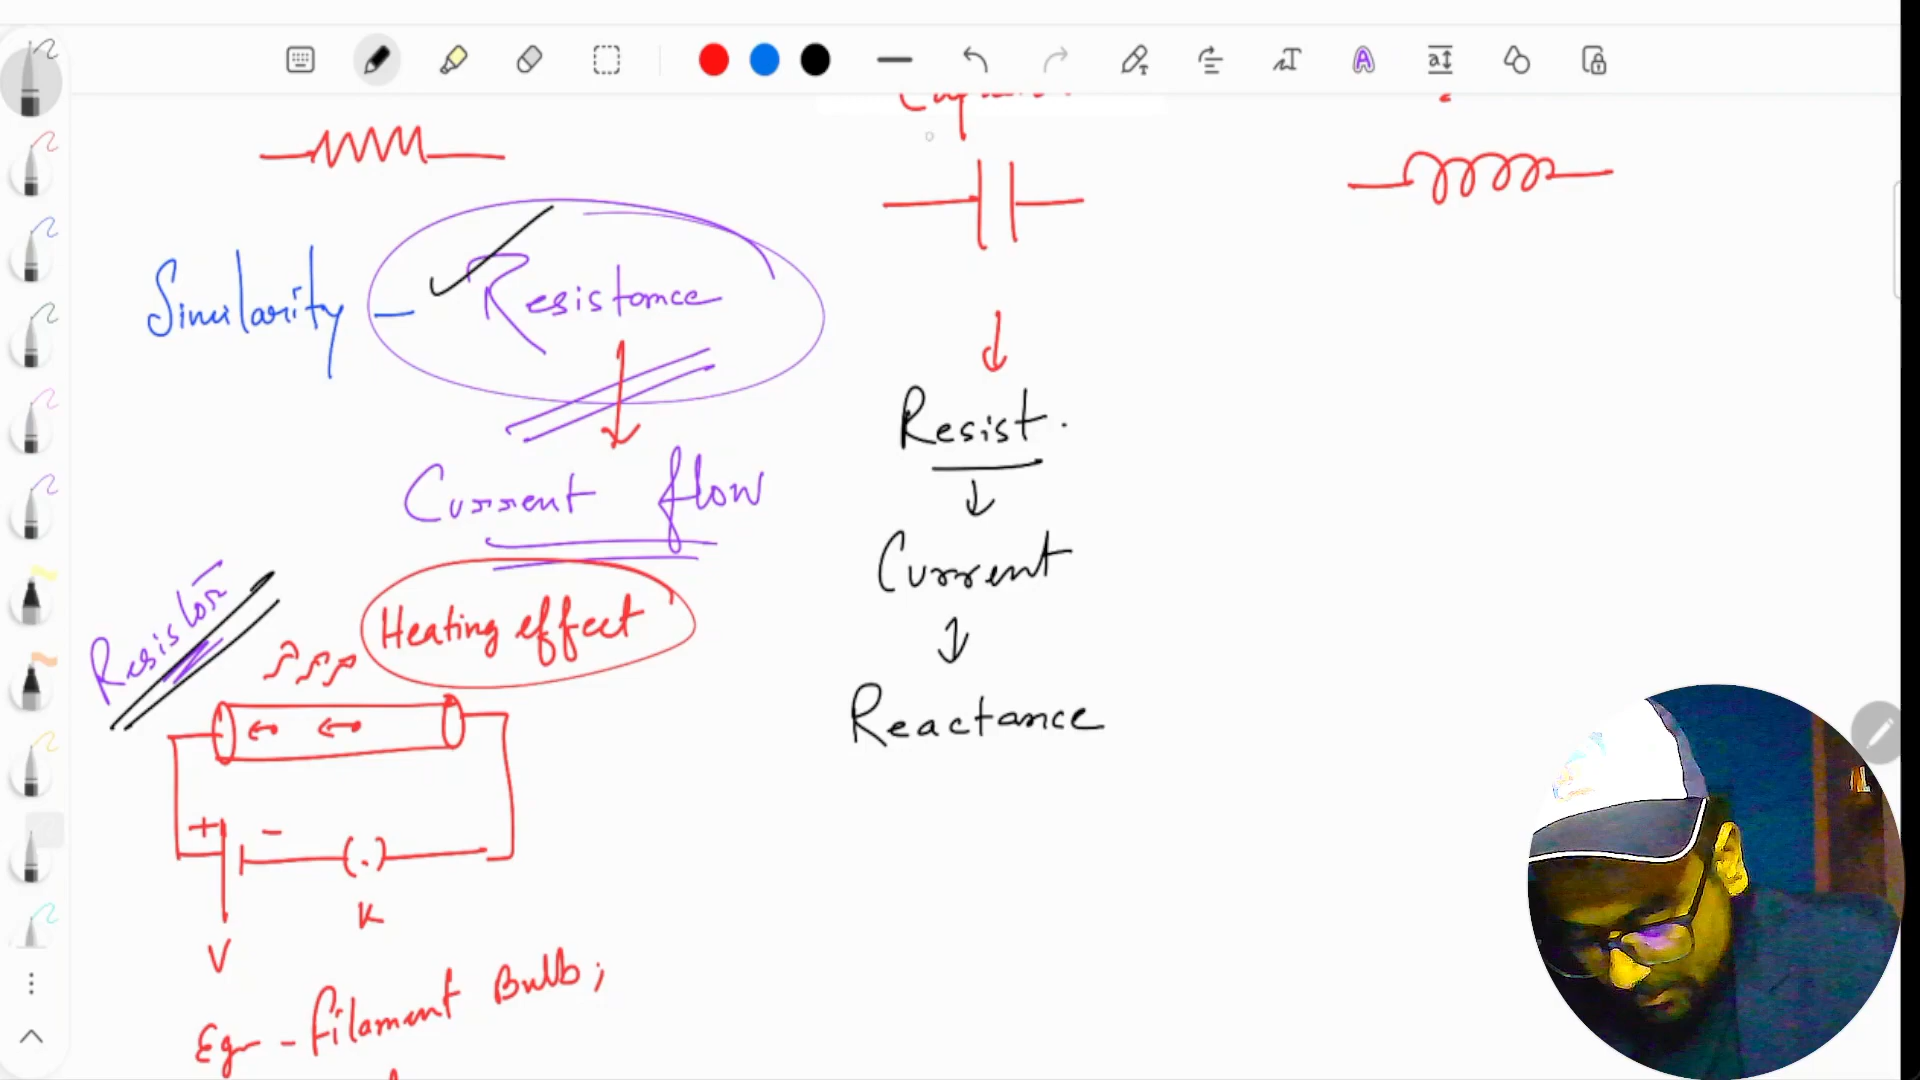 Similarity - Resistance
Current flow
Resistor
Heating effect
+ -
K
V
Eg - filament Bulb;
Resist.
Current
Reactance